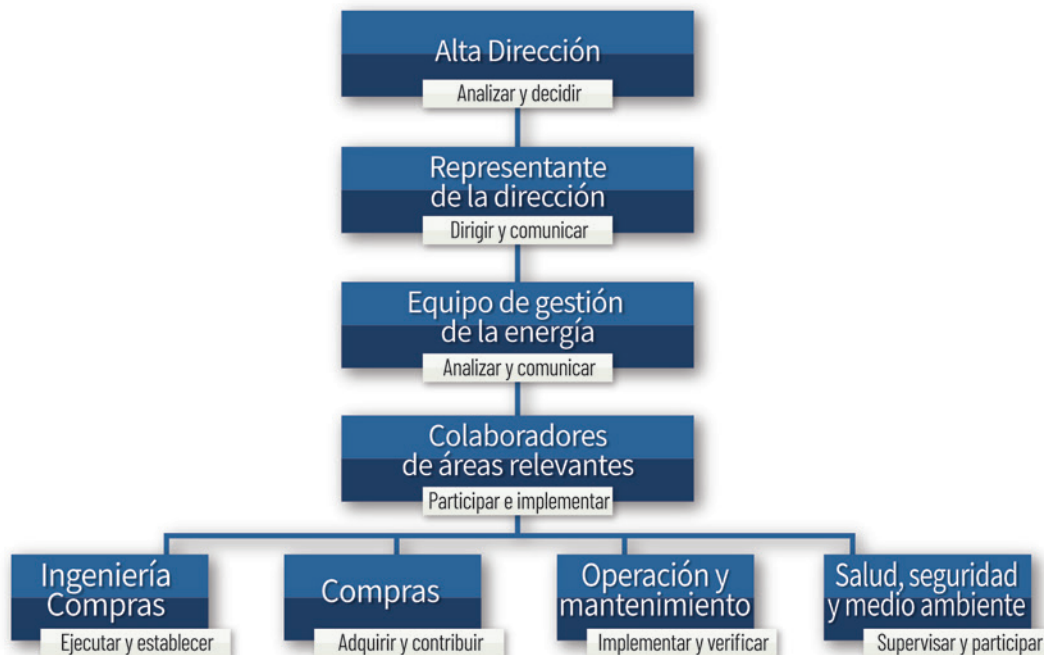 Alta Dirección
Analizar y decidir
Representante
de la dirección
Dirigir y comunicar
Equipo de gestión
de la energía
Analizar y comunicar
Colaboradores
de áreas relevantes
Participar e implementar
Ingeniería
Compras
Ejecutar y establecer
Compras
Adquirir y contribuir
Operación y
mantenimiento
Implementar y verificar
Salud, seguridad
y medio ambiente
Supervisar y participar